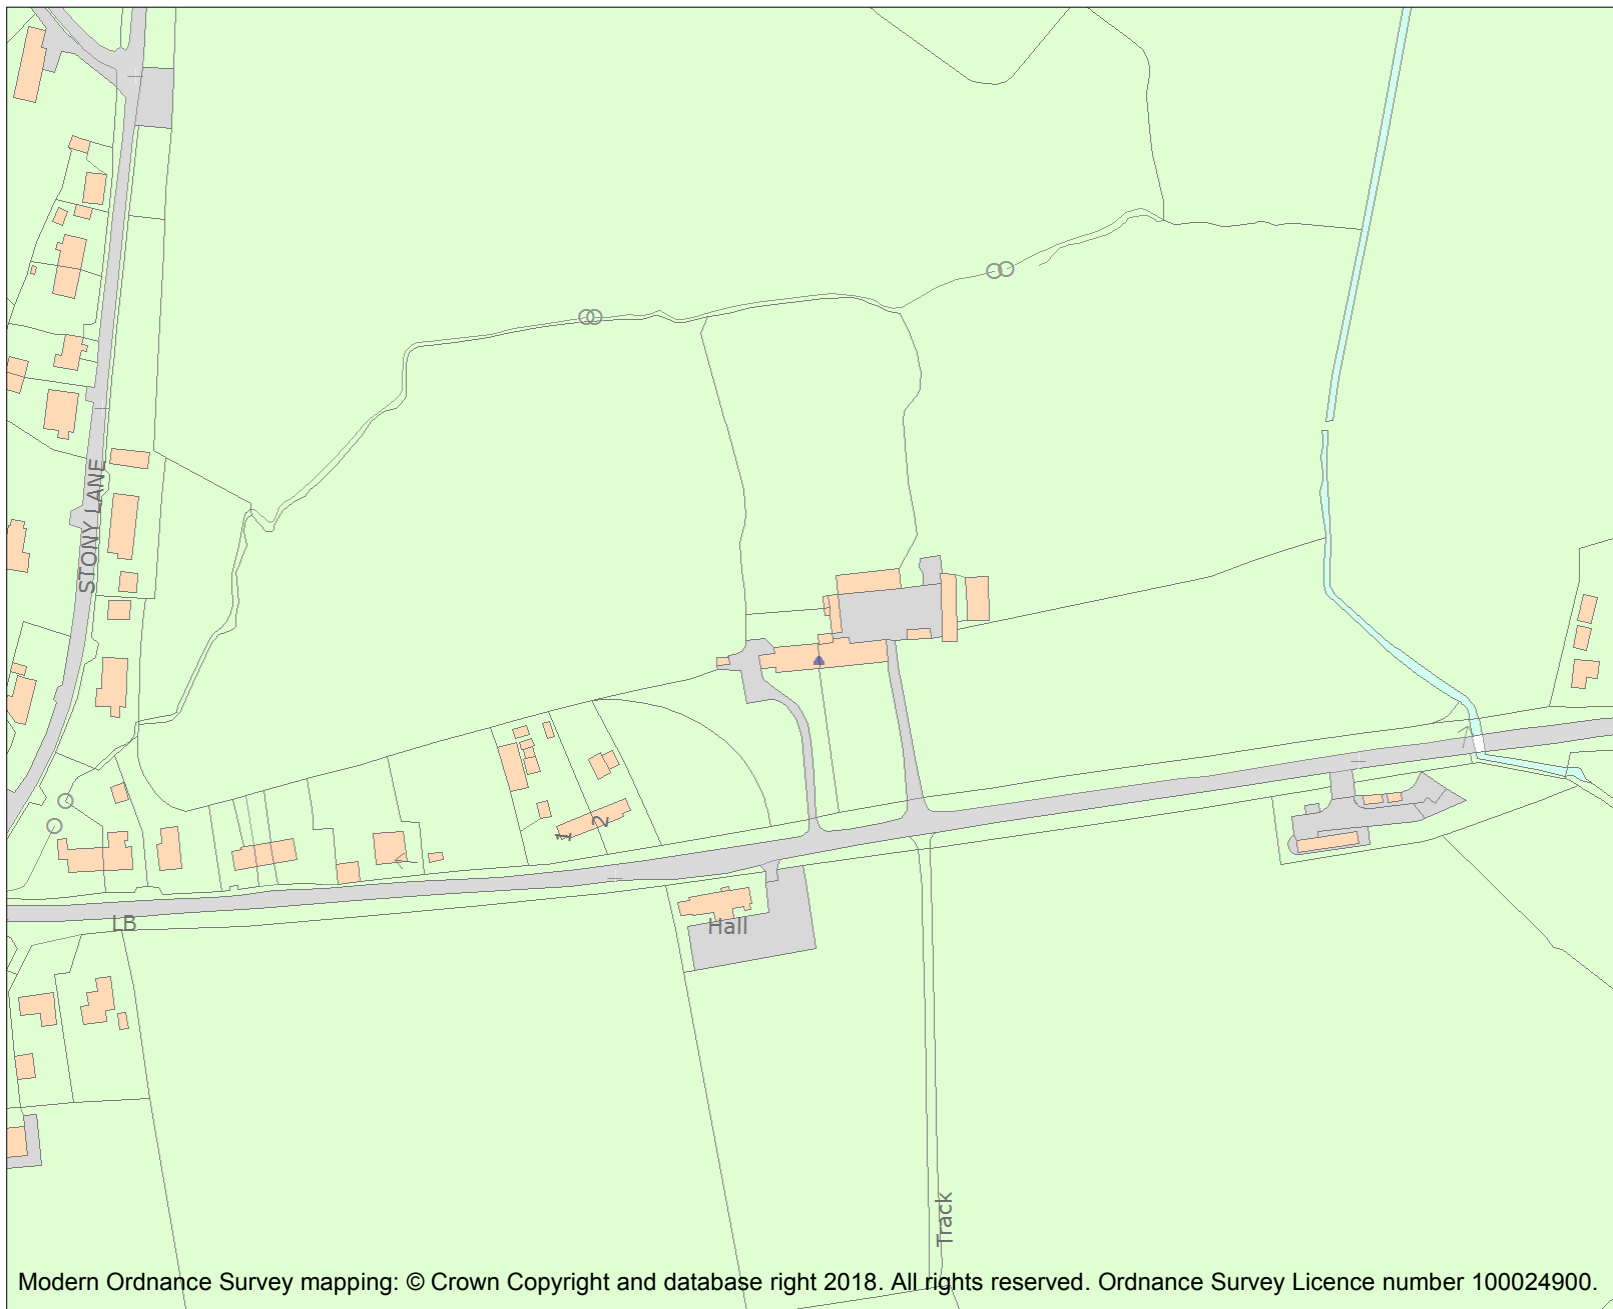 STONY LANE
1
2
LB
Hall
Track
Modern Ordnance Survey mapping: © Crown Copyright and database right 2018. All rights reserved. Ordnance Survey Licence number 100024900.